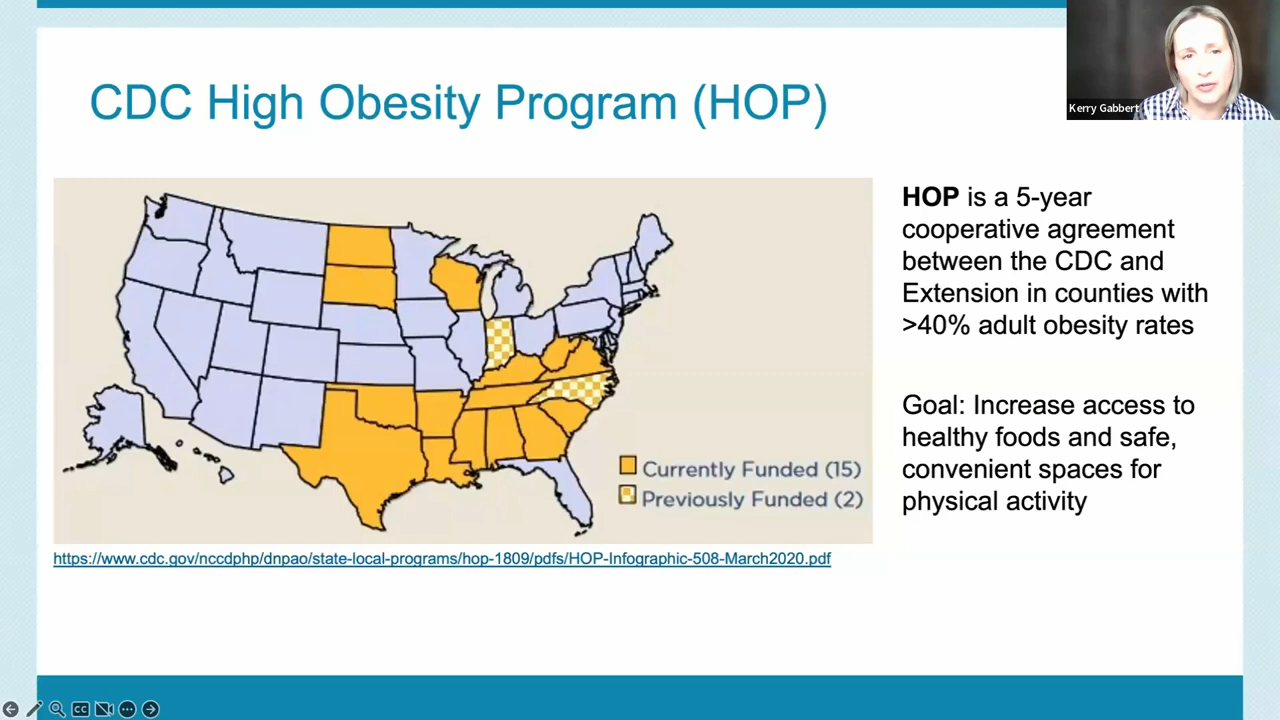 CDC High Obesity Program (HOP)
Kerry Gabbert
HOP is a 5-year
cooperative agreement
between the CDC and
Extension in counties with
>40% adult obesity rates
Goal: Increase access to
healthy foods and safe,
convenient spaces for
physical activity
Currently Funded (15)
Previously Funded (2)
https://www.cdc.gov/nccdphp/dnpao/state-local-programs/hop-1809/pdfs/HOP-Infographic-508-March2020.pdf
CC